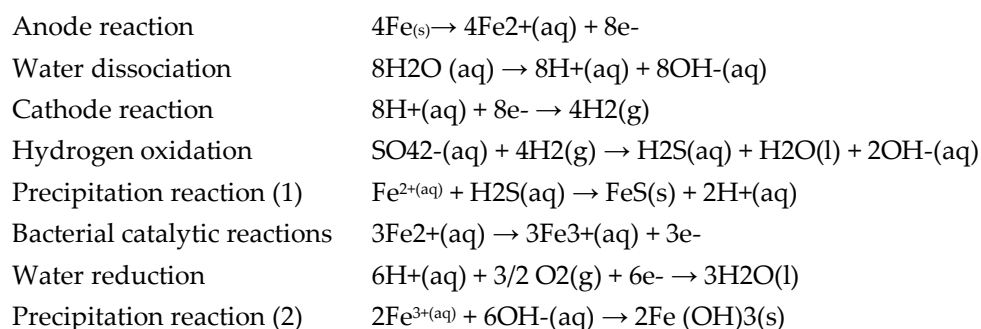 Anode reaction 4Fe(s)→ 4Fe2+(aq) + 8e-
Water dissociation 8H2O (aq) → 8H+(aq) + 8OH-(aq)
Cathode reaction 8H+(aq) + 8e- → 4H2(g)
Hydrogen oxidation SO42-(aq) + 4H2(g) → H2S(aq) + H2O(l) + 2OH-(aq)
Precipitation reaction (1) Fe2+(aq) + H2S(aq) → FeS(s) + 2H+(aq)
Bacterial catalytic reactions 3Fe2+(aq) → 3Fe3+(aq) + 3e-
Water reduction 6H+(aq) + 3/2 O2(g) + 6e- → 3H2O(l)
Precipitation reaction (2) 2Fe3+(aq) + 6OH-(aq) → 2Fe (OH)3(s)